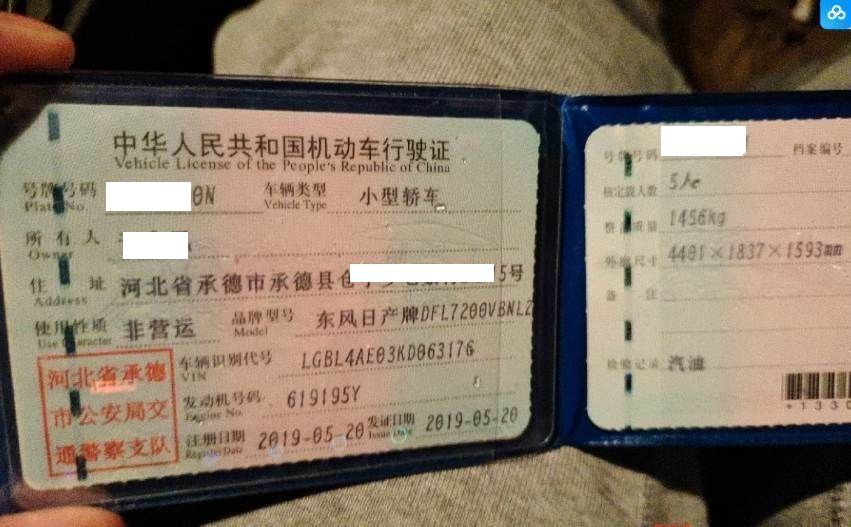 中华人民共和国机动车行驶证
Vehicle License of the People's Republic of China
号牌号码 0N 车辆类型 小型轿车
Plate No. Vehicle Type
所有人
Owner
住址 河北省承德市承德县 5号
Address
使用性质 非营运 品牌型号 东风日产牌DFL7200VBNL2
Use Character Model
河北省承德
市公安局交
通警察支队
车辆识别代号 LGBL4AE03KD063176
VIN
发动机号码 619195Y
Engine No.
注册日期 2019-05-20 发证日期 2019-05-20
Register Date Issue Date
号牌号码 档案编号
核定载人数 5人
整备质量 1456kg
外廓尺寸 4401×1837×1593mm
备注
检验记录 汽油
*1330